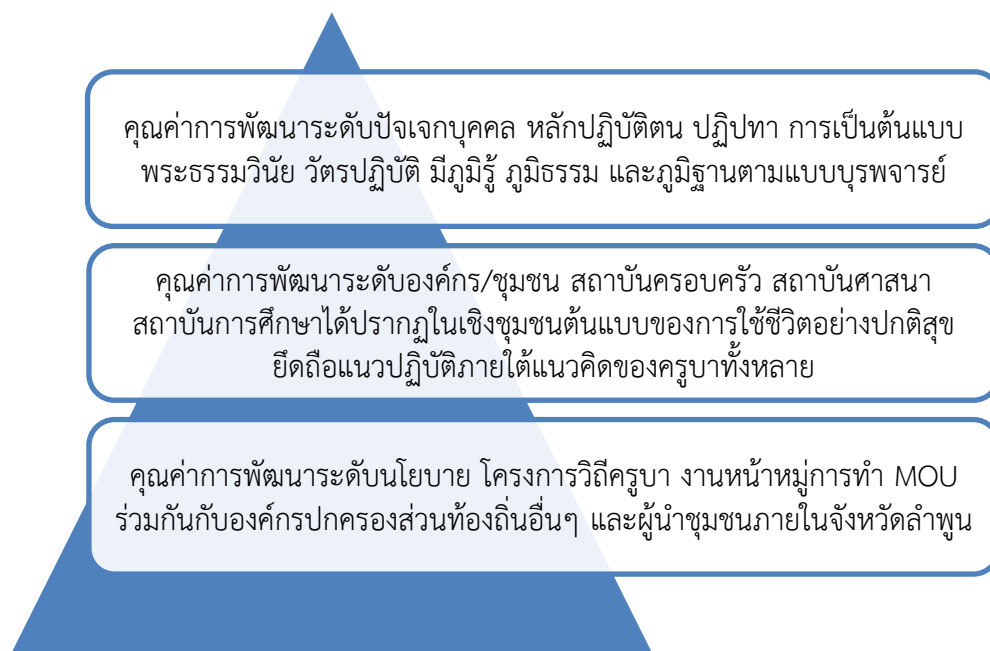 คุณค่าการพัฒนาระดับปัจเจกบุคคล หลักปฏิบัติตน ปฏิปทา การเป็นต้นแบบ
พระธรรมวินัย วัตรปฏิบัติ มีภูมิรู้ ภูมิธรรม และภูมิฐานตามแบบบุรพจารย์
คุณค่าการพัฒนาระดับองค์กร/ชุมชน สถาบันครอบครัว สถาบันศาสนา
สถาบันการศึกษาได้ปรากฏในเชิงชุมชนต้นแบบของการใช้ชีวิตอย่างปกติสุข
ยึดถือแนวปฏิบัติภายใต้แนวคิดของครูบาทั้งหลาย
คุณค่าการพัฒนาระดับนโยบาย โครงการวิถีครูบา งานหน้าหมู่การทำ MOU
ร่วมกันกับองค์กรปกครองส่วนท้องถิ่นอื่นๆ และผู้นำชุมชนภายในจังหวัดลำพูน